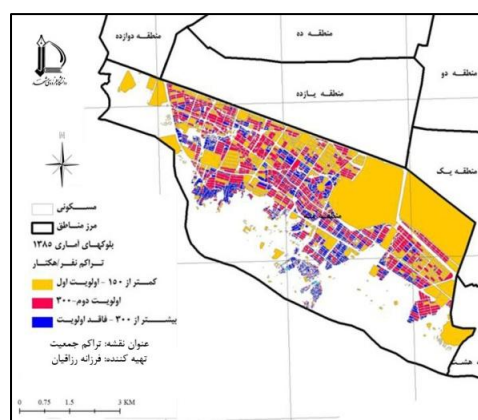 منطقه دوازده
منطقه ده
منطقه دو
منطقه یازده
منطقه یک
منطقه
N
مسکونی
مرز مناطق
بلوکهای آماری ۱۳۸۵
تراکم نفر/هکتار
کمتر از ۱۵۰ - اولویت اول
اولویت دوم-۳۰۰
بیشتر از ۳۰۰ - فاقد اولویت
عنوان نقشه: تراکم جمعیت
تهیه کننده: فرزانه رزاقیان
0 0.75 1.5 3 KM